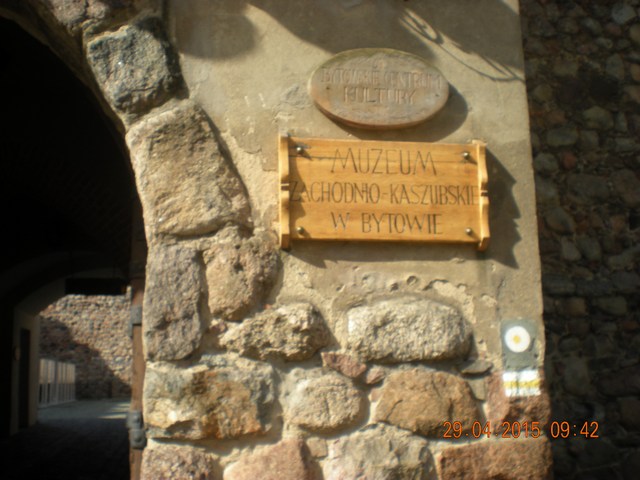 BYTOWSKIE CENTRUM
KULTURY
MUZEUM
ZACHODNIO-KASZUBSKIE
W BYTOWIE
29.04.2015 09:42